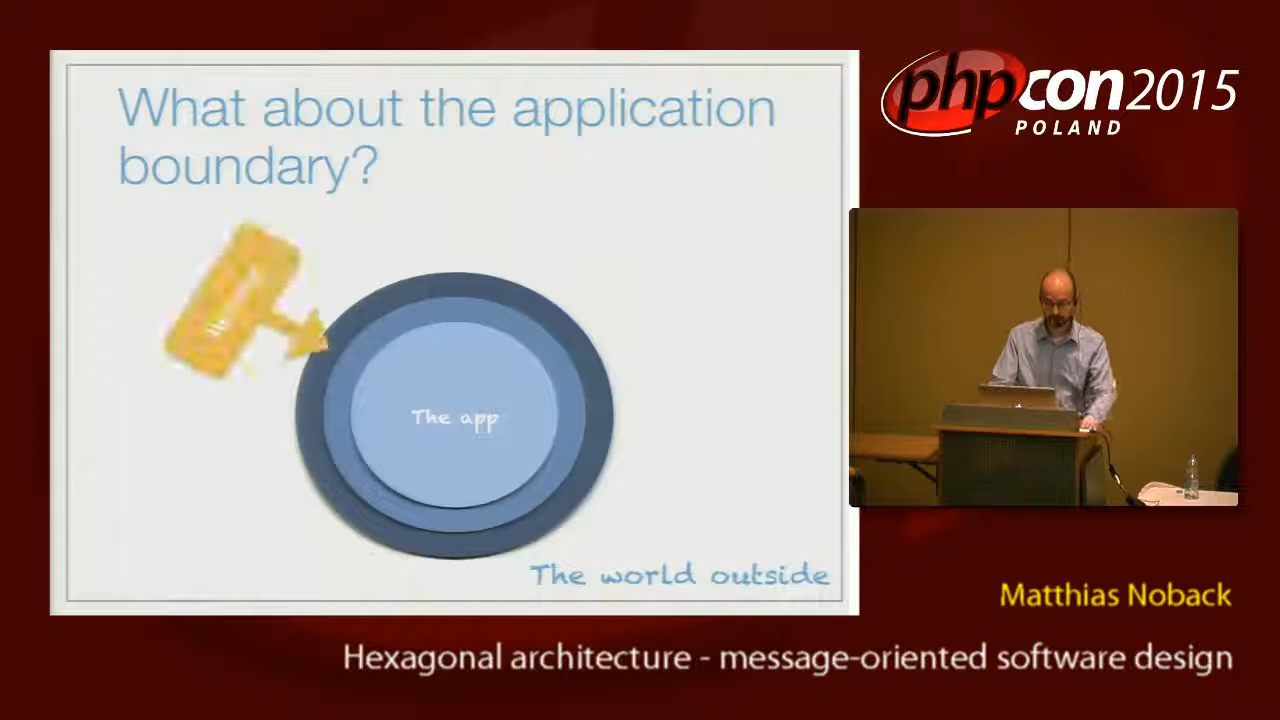 What about the application
boundary?
The app
The world outside
phpcon2015
POLAND
Matthias Noback
Hexagonal architecture - message-oriented software design